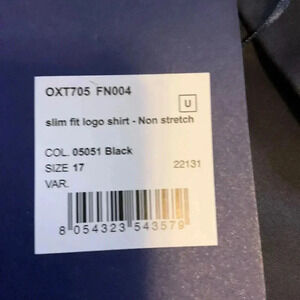 OXT705 FN004
U
slim fit logo shirt - Non stretch
COL. 05051 Black
SIZE 17
22131
VAR.
8 054323 543579